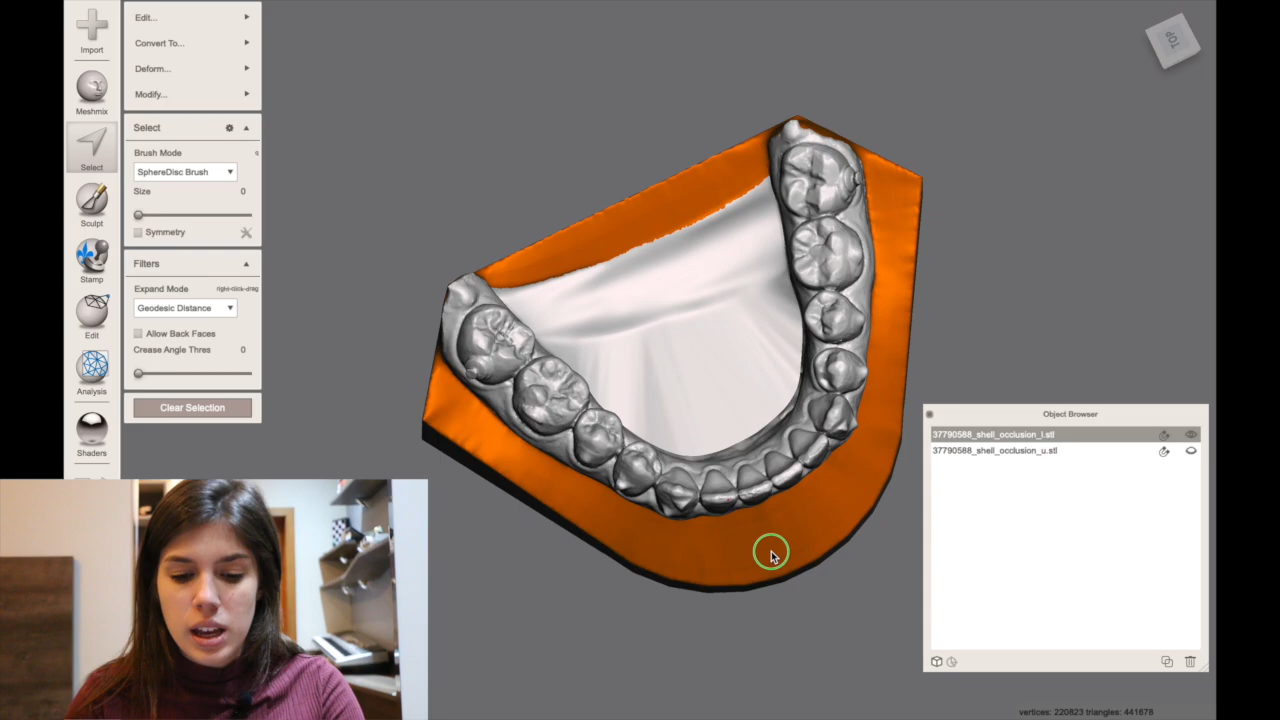 Import
Meshmix
Select
Sculpt
Stamp
Edit
Analysis
Shaders
Edit...
Convert To...
Deform...
Modify...
Select
Brush Mode
q
SphereDisc Brush
Size
0
Symmetry
Filters
Expand Mode
right-click-drag
Geodesic Distance
Allow Back Faces
Crease Angle Thres
0
Clear Selection
TOP
Object Browser
37790588_shell_occlusion_l.stl
37790588_shell_occlusion_u.stl
vertices: 220823 triangles: 441678